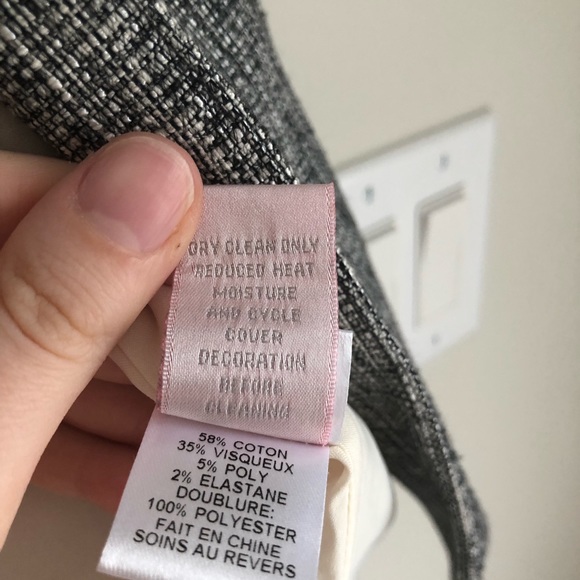 DRY CLEAN ONLY
REDUCED HEAT
MOISTURE
AND CYCLE
COVER
DECORATION
BEFORE
CLEANING
58% COTON
35% VISQUEUX
5% POLY
2% ELASTANE
DOUBLURE:
100% POLYESTER
FAIT EN CHINE
SOINS AU REVERS